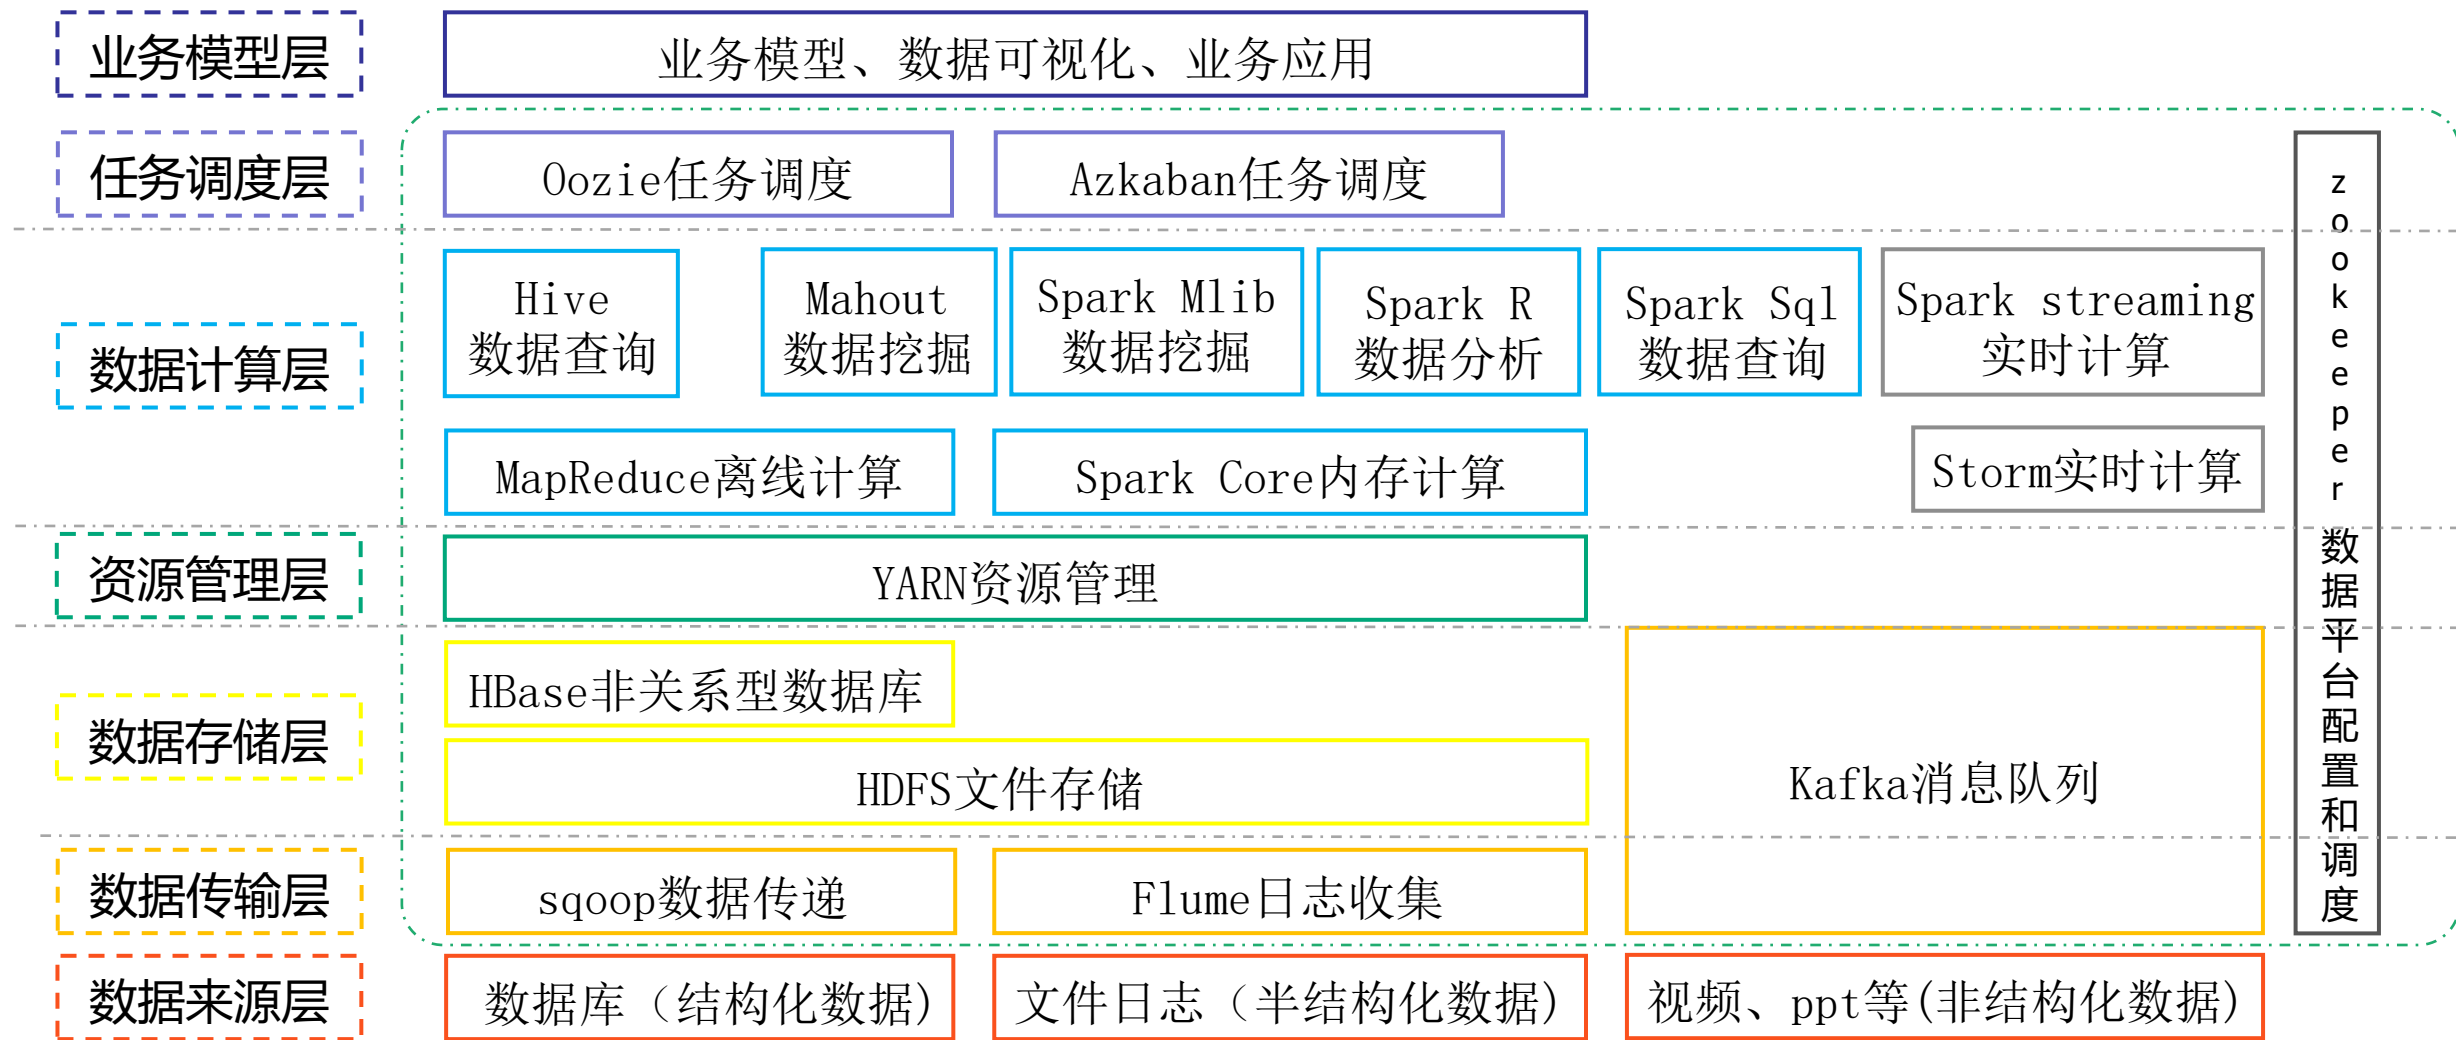 业务模型层
业务模型、数据可视化、业务应用
任务调度层
Oozie任务调度
Azkaban任务调度
zookeeper 数据平台配置和调度
数据计算层
Hive
数据查询
Mahout
数据挖掘
Spark Mlib
数据挖掘
Spark R
数据分析
Spark Sql
数据查询
Spark streaming
实时计算
MapReduce离线计算
Spark Core内存计算
Storm实时计算
资源管理层
YARN资源管理
数据存储层
HBase非关系型数据库
HDFS文件存储
Kafka消息队列
数据传输层
sqoop数据传递
Flume日志收集
数据来源层
数据库（结构化数据)
文件日志（半结构化数据)
视频、ppt等(非结构化数据)